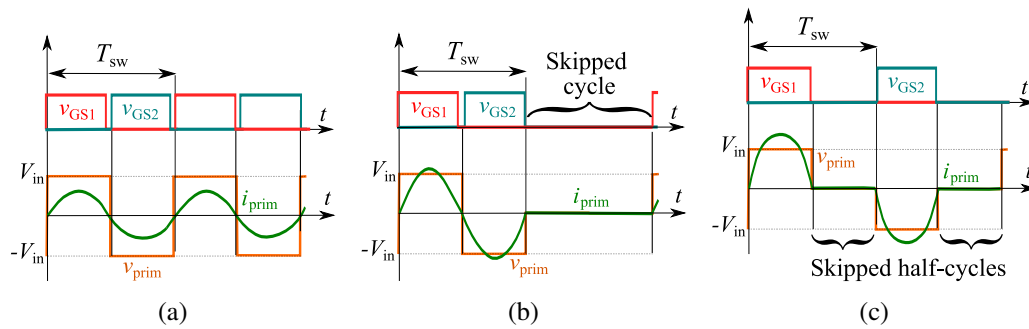 T_sw
v_GS1
v_GS2
t
V_in
i_prim
t
-V_in
v_prim
(a)
T_sw
Skipped
cycle
v_GS1
v_GS2
t
V_in
i_prim
t
-V_in
v_prim
(b)
T_sw
v_GS1
v_GS2
t
V_in
v_prim
i_prim
t
-V_in
Skipped half-cycles
(c)